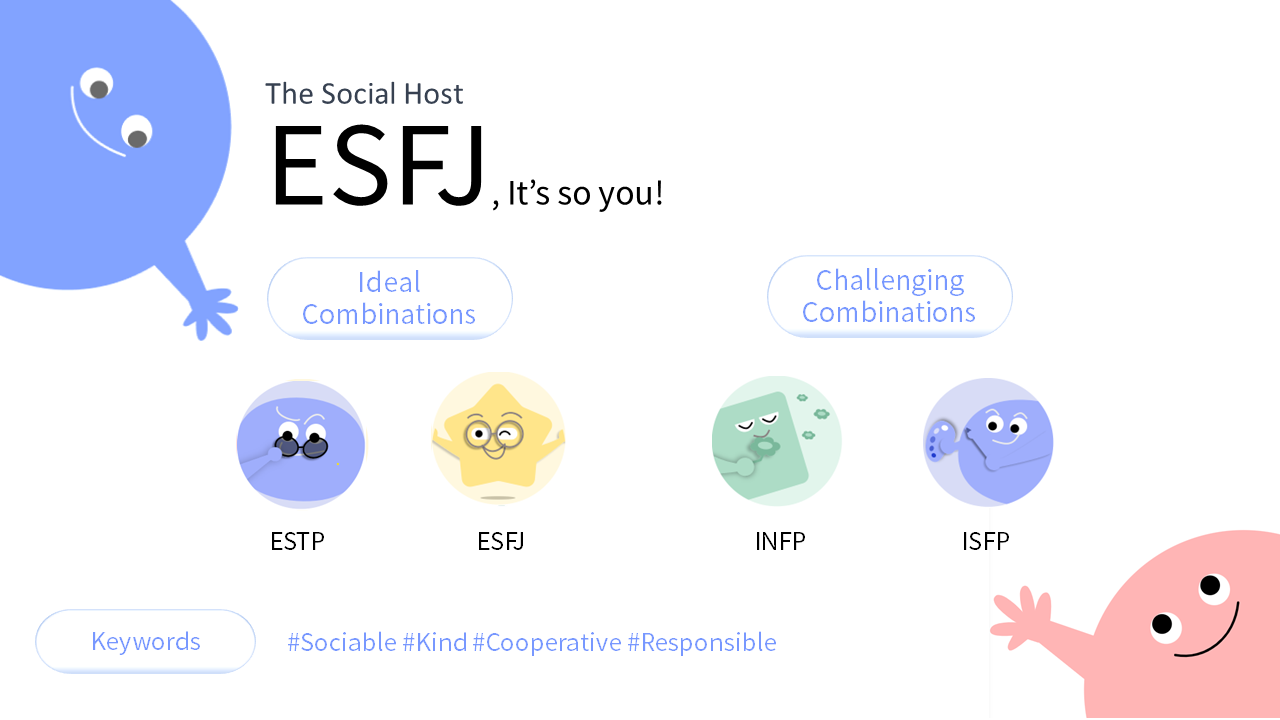 The Social Host
ESFJ, It’s so you!
Ideal
Combinations
Challenging
Combinations
ESTP
ESFJ
INFP
ISFP
Keywords
#Sociable #Kind #Cooperative #Responsible